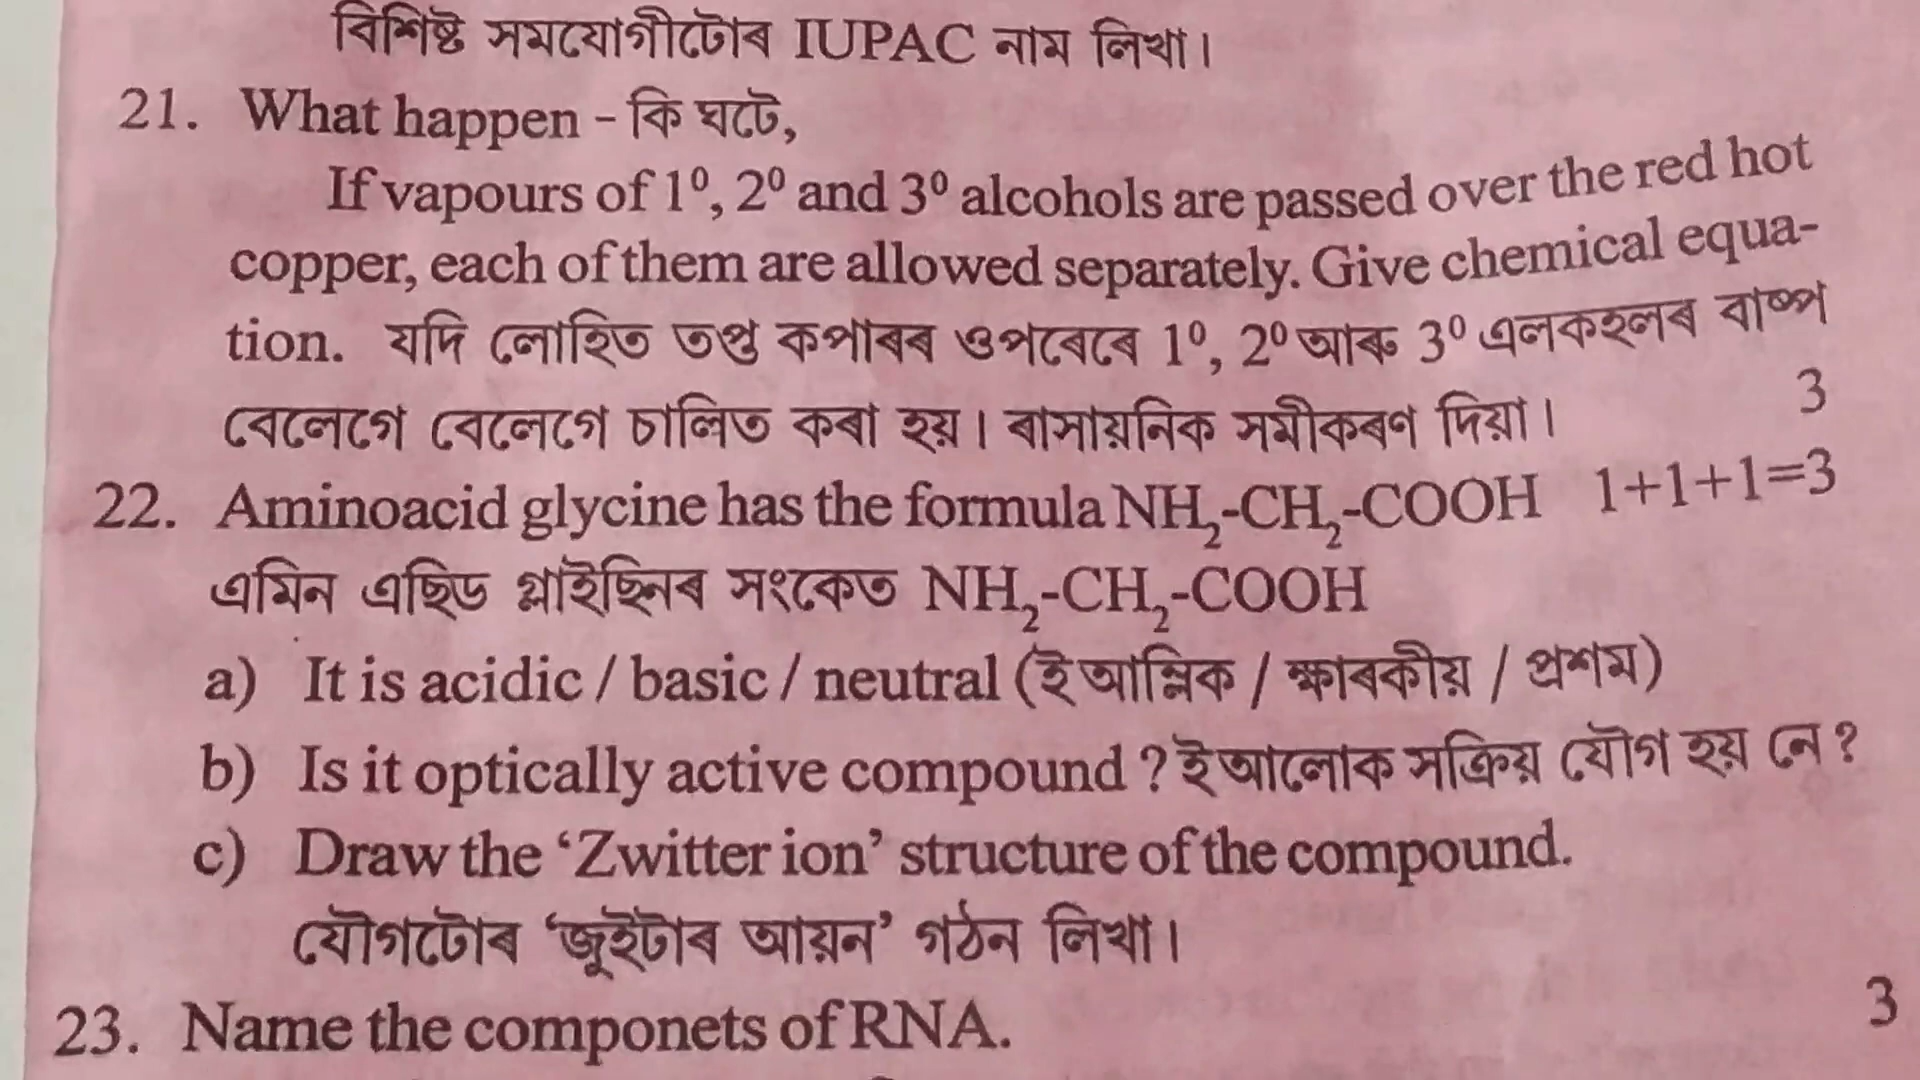 বিশিষ্ট সমযোগীটোৰ IUPAC নাম লিখা।
21. What happen - কি ঘটে,
If vapours of 1⁰, 2⁰ and 3⁰ alcohols are passed over the red hot
copper, each of them are allowed separately. Give chemical equa-
tion. যদি লোহিত তপ্ত কপাৰৰ ওপৰেৰে 1⁰, 2⁰ আৰু 3⁰ এলকহলৰ বাষ্প
বেলেগে বেলেগে চালিত কৰা হয়। ৰাসায়নিক সমীকৰণ দিয়া। 3
22. Aminoacid glycine has the formula NH₂-CH₂-COOH 1+1+1=3
এমিন এছিড গ্লাইছিনৰ সংকেত NH₂-CH₂-COOH
a) It is acidic / basic / neutral (ই আম্লিক / ক্ষাৰকীয় / প্ৰশম)
b) Is it optically active compound ? ই আলোক সক্ৰিয় যৌগ হয় নে ?
c) Draw the ‘Zwitter ion’ structure of the compound.
যৌগটোৰ ‘জুইটাৰ আয়ন’ গঠন লিখা।
23. Name the componets of RNA. 3